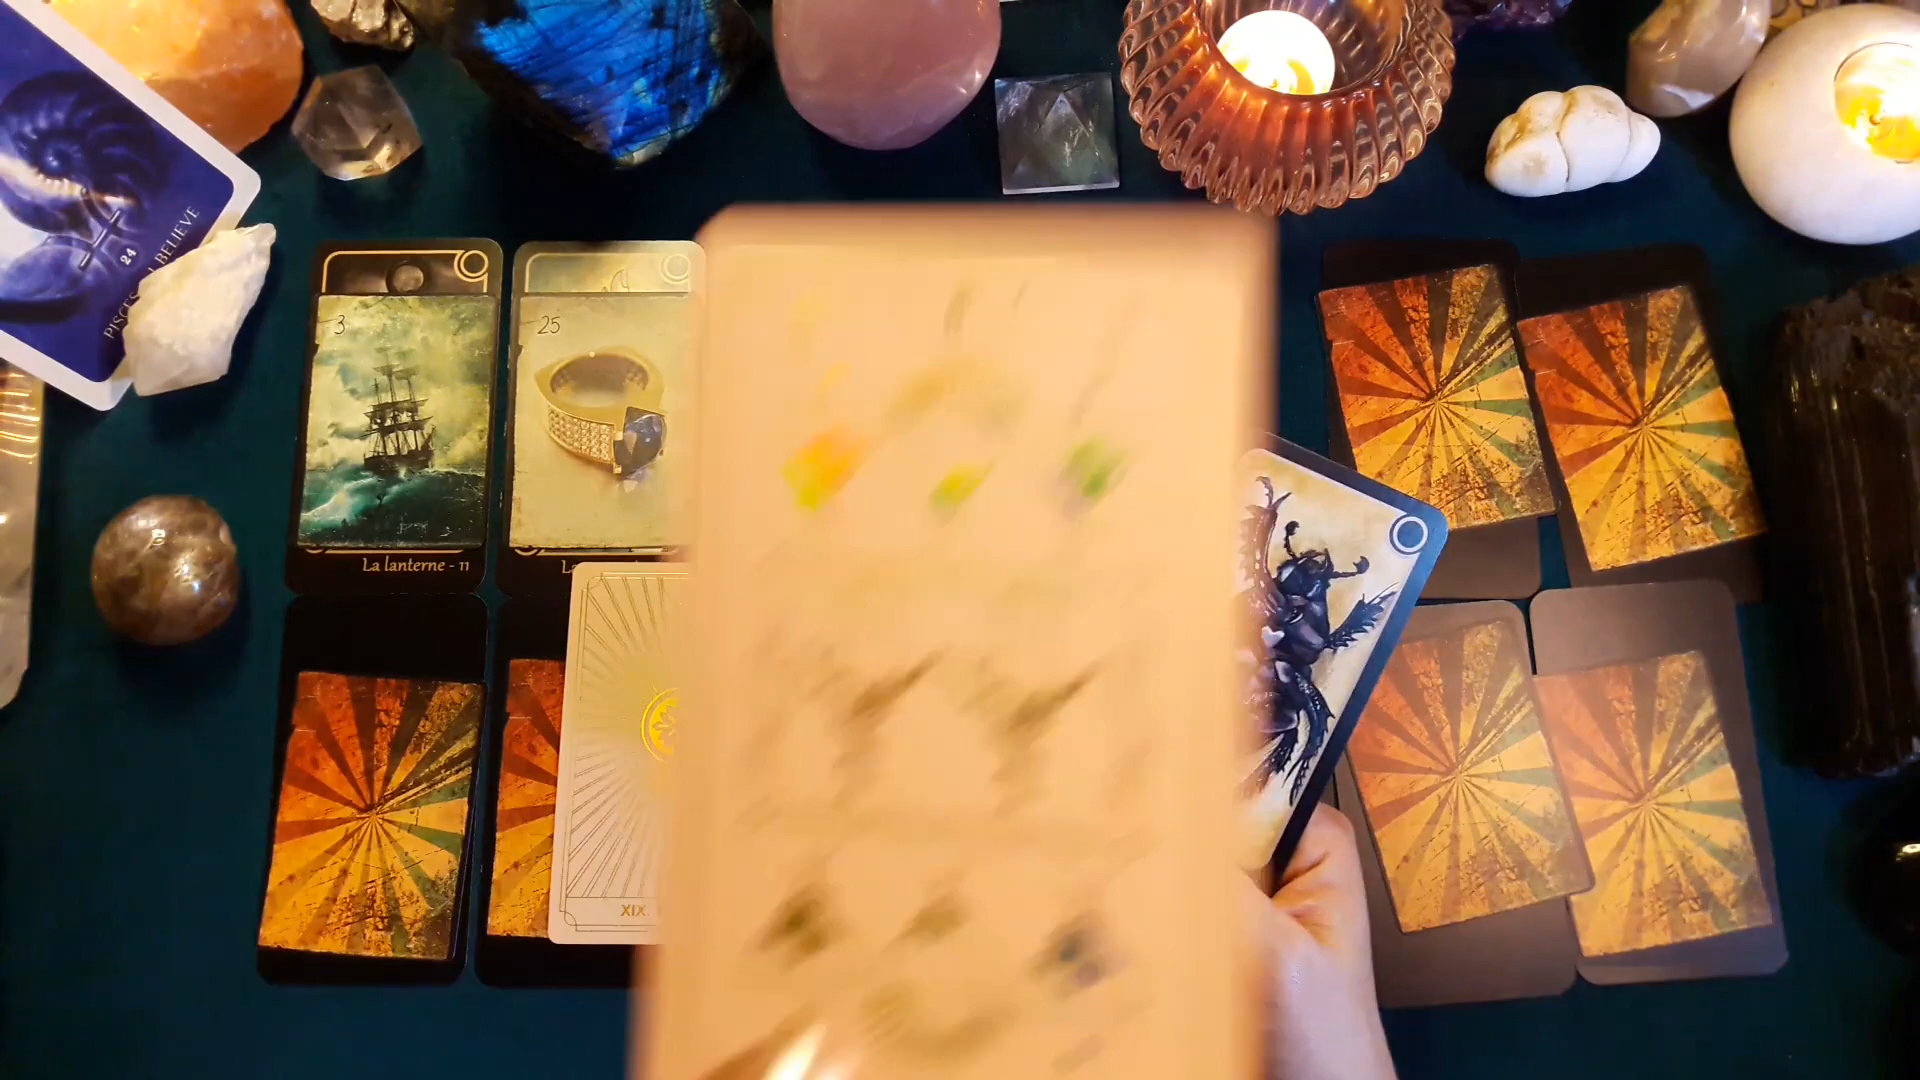 24
PISCES
I BELIEVE
3
25
La lanterne - 11
XIX.